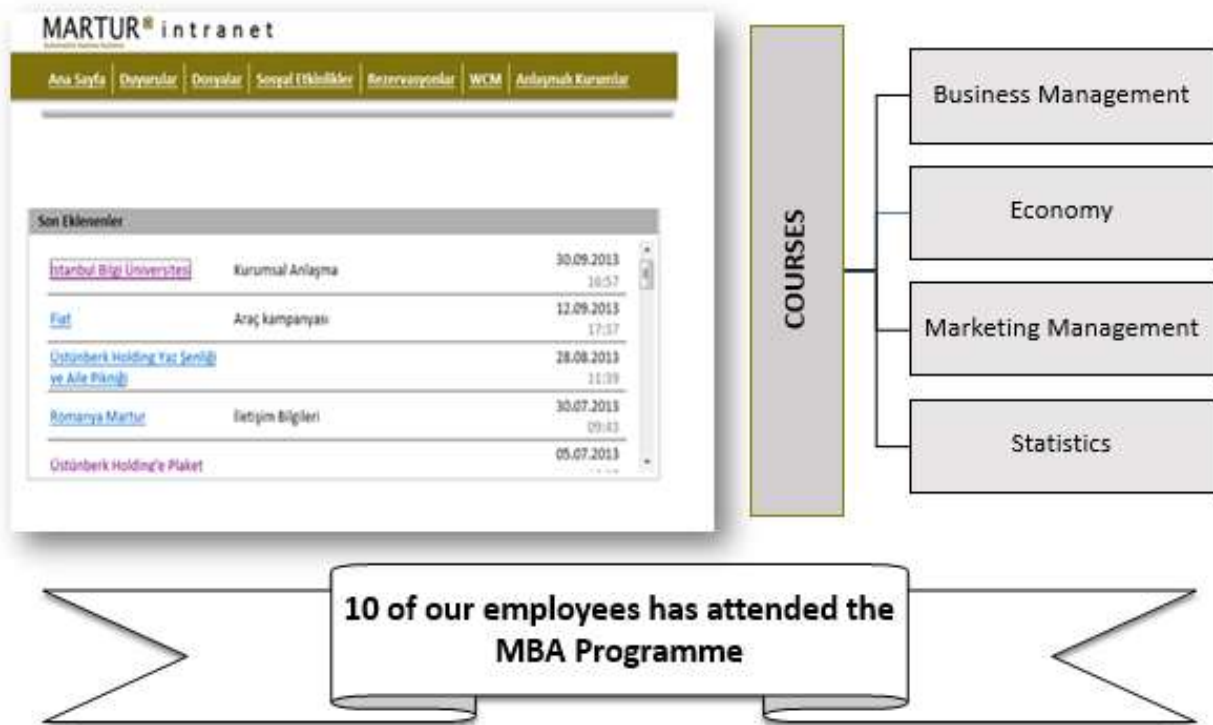 MARTUR intranet
Ana Sayfa Duyurular Dosyalar Sosyal Etkinlikler Rezervasyonlar WCM Anlaşmalı Kurumlar
Son Eklenenler
İstanbul Bilgi Üniversitesi Kurumsal Anlaşma 30.09.2013
16:57
Fiat Araç kampanyası 12.09.2013
17:37
Üstünberk Holding Yaz Şenliği
ve Aile Pikniği 28.08.2013
11:39
Romanya Martur İletişim Bilgileri 30.07.2013
09:43
Üstünberk Holding'e Plaket 05.07.2013
COURSES
Business Management
Economy
Marketing Management
Statistics
10 of our employees has attended the
MBA Programme